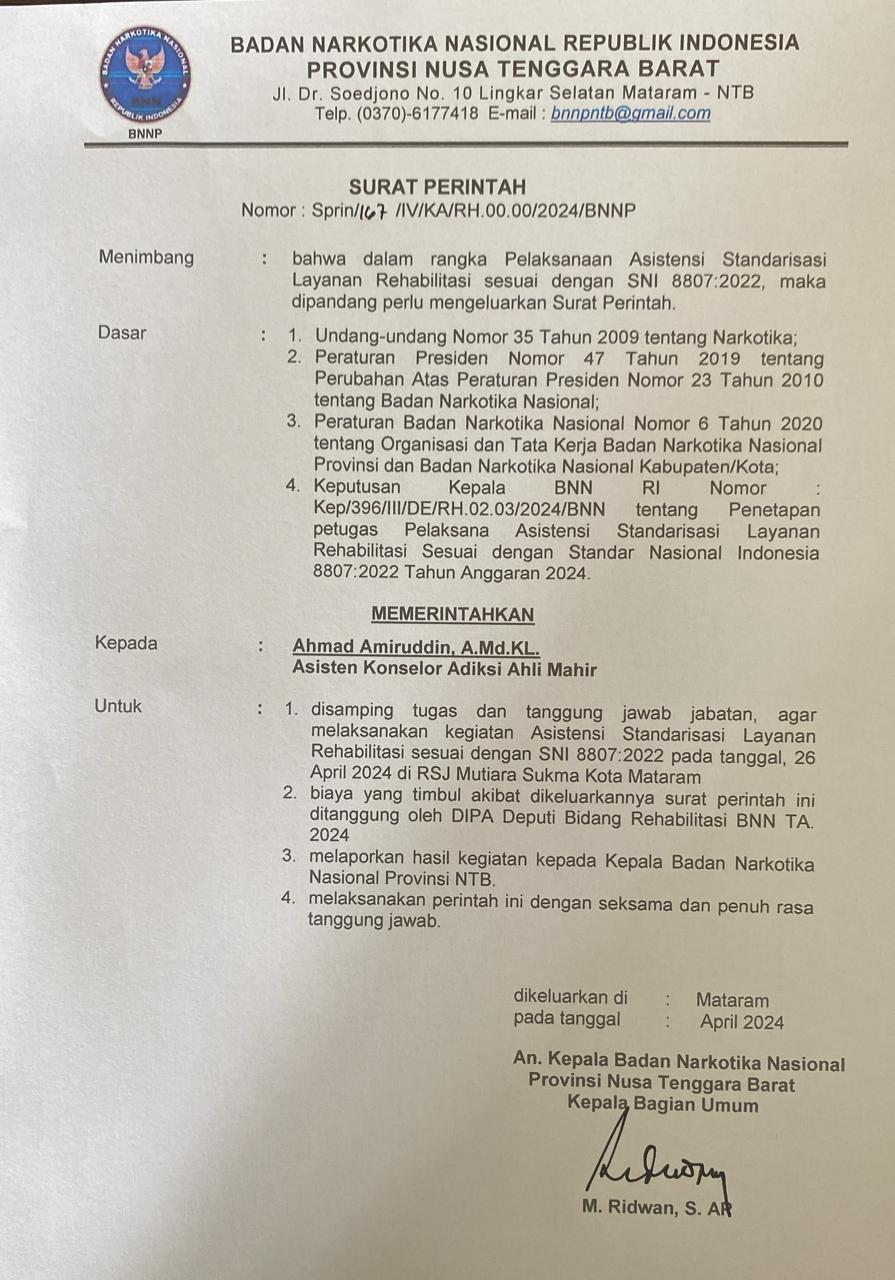 BADAN NARKOTIKA NASIONAL
BNN
REPUBLIK INDONESIA
BNNP
BADAN NARKOTIKA NASIONAL REPUBLIK INDONESIA
PROVINSI NUSA TENGGARA BARAT
Jl. Dr. Soedjono No. 10 Lingkar Selatan Mataram - NTB
Telp. (0370)-6177418 E-mail : bnnpntb@gmail.com
SURAT PERINTAH
Nomor : Sprin/167 /IV/KA/RH.00.00/2024/BNNP
Menimbang : bahwa dalam rangka Pelaksanaan Asistensi Standarisasi
Layanan Rehabilitasi sesuai dengan SNI 8807:2022, maka
dipandang perlu mengeluarkan Surat Perintah.
Dasar : 1. Undang-undang Nomor 35 Tahun 2009 tentang Narkotika;
2. Peraturan Presiden Nomor 47 Tahun 2019 tentang
Perubahan Atas Peraturan Presiden Nomor 23 Tahun 2010
tentang Badan Narkotika Nasional;
3. Peraturan Badan Narkotika Nasional Nomor 6 Tahun 2020
tentang Organisasi dan Tata Kerja Badan Narkotika Nasional
Provinsi dan Badan Narkotika Nasional Kabupaten/Kota;
4. Keputusan Kepala BNN RI Nomor :
Kep/396/III/DE/RH.02.03/2024/BNN tentang Penetapan
petugas Pelaksana Asistensi Standarisasi Layanan
Rehabilitasi Sesuai dengan Standar Nasional Indonesia
8807:2022 Tahun Anggaran 2024.
MEMERINTAHKAN
Kepada : Ahmad Amiruddin, A.Md.KL.
Asisten Konselor Adiksi Ahli Mahir
Untuk : 1. disamping tugas dan tanggung jawab jabatan, agar
melaksanakan kegiatan Asistensi Standarisasi Layanan
Rehabilitasi sesuai dengan SNI 8807:2022 pada tanggal, 26
April 2024 di RSJ Mutiara Sukma Kota Mataram
2. biaya yang timbul akibat dikeluarkannya surat perintah ini
ditanggung oleh DIPA Deputi Bidang Rehabilitasi BNN TA.
2024
3. melaporkan hasil kegiatan kepada Kepala Badan Narkotika
Nasional Provinsi NTB.
4. melaksanakan perintah ini dengan seksama dan penuh rasa
tanggung jawab.
dikeluarkan di : Mataram
pada tanggal : April 2024
An. Kepala Badan Narkotika Nasional
Provinsi Nusa Tenggara Barat
Kepala Bagian Umum
M. Ridwan, S. AP